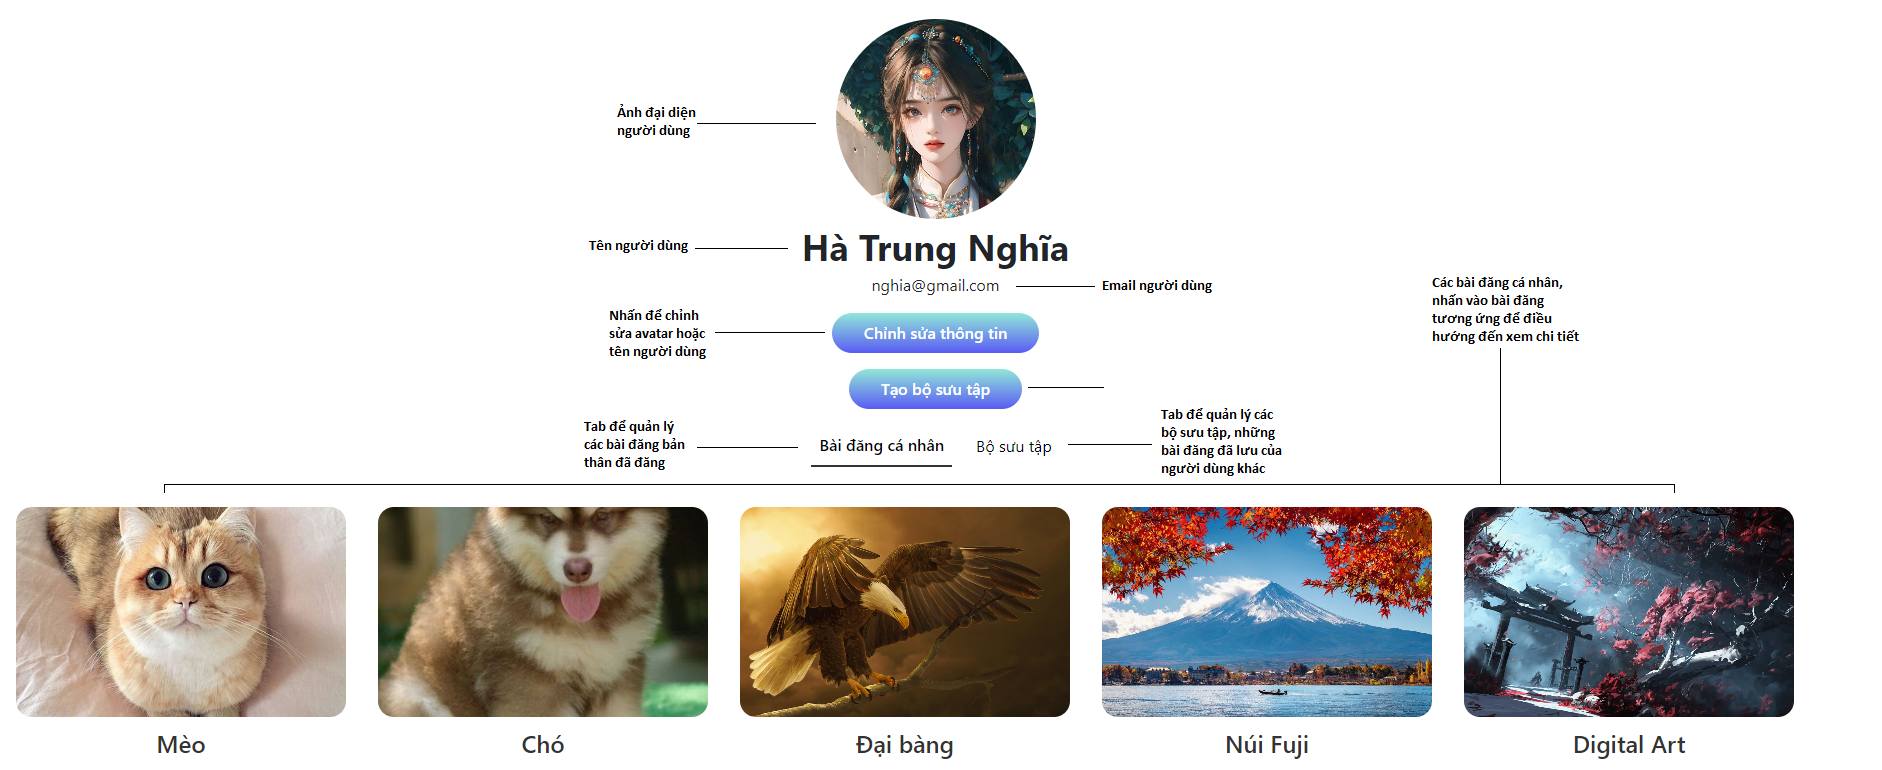 Ảnh đại diện
người dùng
Tên người dùng
Hà Trung Nghĩa
nghia@gmail.com
Email người dùng
Các bài đăng cá nhân,
nhấn vào bài đăng
tương ứng để điều
hướng đến xem chi tiết
Nhấn để chỉnh
sửa avatar hoặc
tên người dùng
Chỉnh sửa thông tin
Tạo bộ sưu tập
Tab để quản lý
các bài đăng bản
thân đã đăng
Bài đăng cá nhân
Bộ sưu tập
Tab để quản lý các
bộ sưu tập, những
bài đăng đã lưu của
người dùng khác
Mèo
Chó
Đại bàng
Núi Fuji
Digital Art